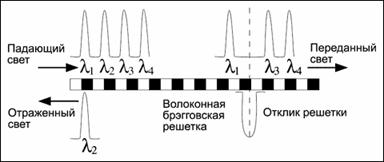 Падающий
свет
λ1 λ2 λ3 λ4
λ1 λ3 λ4
Переданный
свет
Отраженный
свет
λ2
Волоконная
брэгговская
решетка
Отклик решетки